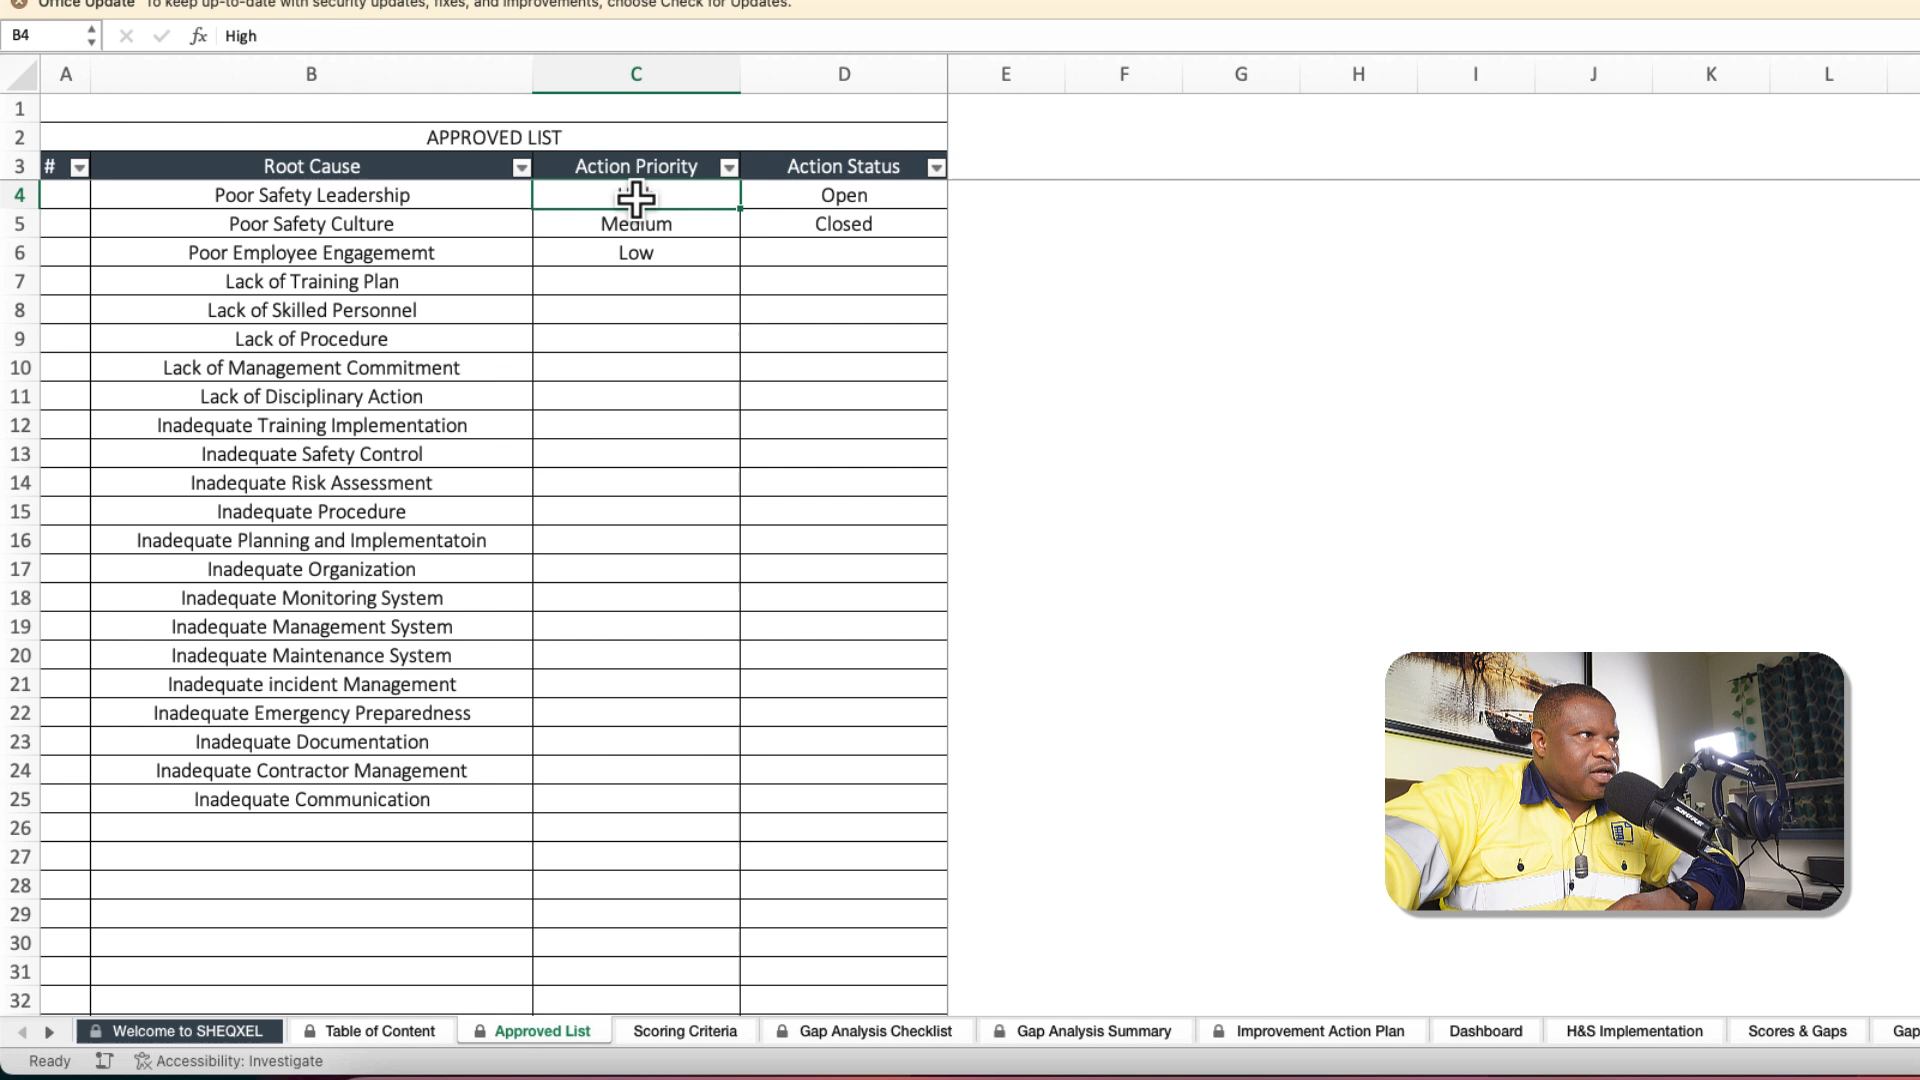 Office Update To keep up-to-date with security updates, fixes, and improvements, choose Check for Updates.
B4 fx High
A B C D E F G H I J K L
1
2 APPROVED LIST
3 # Root Cause Action Priority Action Status
4 Poor Safety Leadership Open
5 Poor Safety Culture Medium Closed
6 Poor Employee Engagememt Low
7 Lack of Training Plan
8 Lack of Skilled Personnel
9 Lack of Procedure
10 Lack of Management Commitment
11 Lack of Disciplinary Action
12 Inadequate Training Implementation
13 Inadequate Safety Control
14 Inadequate Risk Assessment
15 Inadequate Procedure
16 Inadequate Planning and Implementatoin
17 Inadequate Organization
18 Inadequate Monitoring System
19 Inadequate Management System
20 Inadequate Maintenance System
21 Inadequate incident Management
22 Inadequate Emergency Preparedness
23 Inadequate Documentation
24 Inadequate Contractor Management
25 Inadequate Communication
26
27
28
29
30
31
32
SHURE
Welcome to SHEQXEL Table of Content Approved List Scoring Criteria Gap Analysis Checklist Gap Analysis Summary Improvement Action Plan Dashboard H&S Implementation Scores & Gaps Gap
Ready Accessibility: Investigate